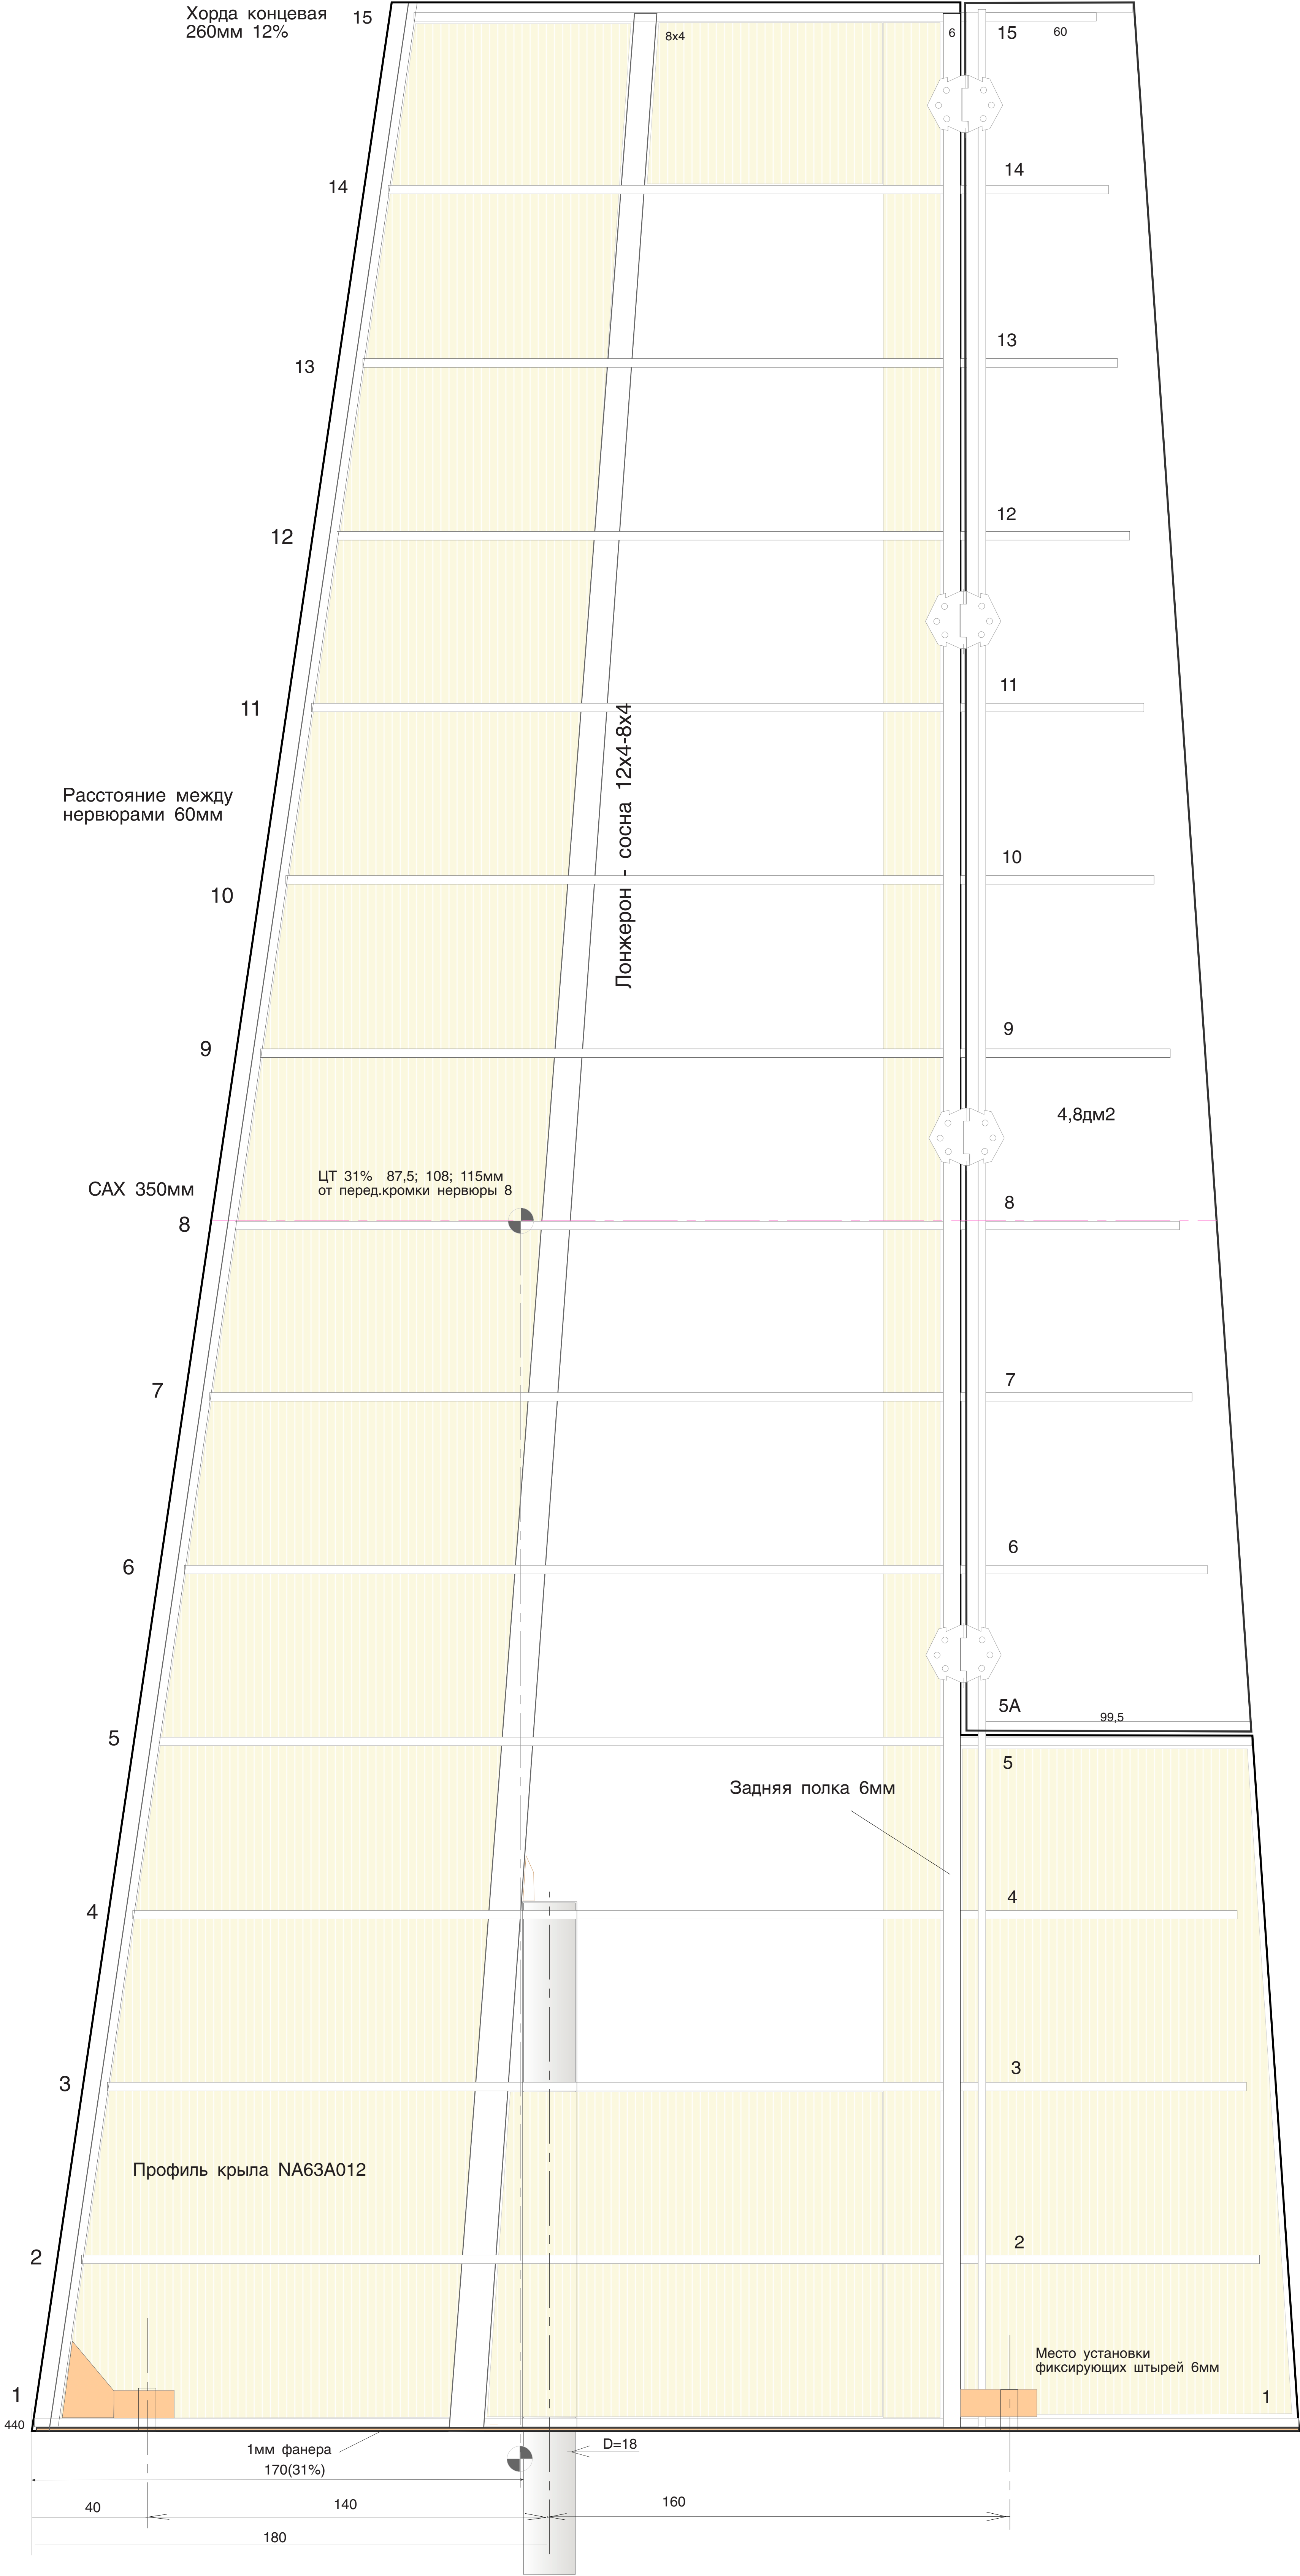 Хорда концевая
260мм 12%
15
8х4
6
15
60
14
14
13
13
12
12
11
11
Лонжерон - сосна 12х4-8х4
Расстояние между
нервюрами 60мм
10
10
9
9
4,8дм2
САХ 350мм
ЦТ 31% 87,5; 108; 115мм
от перед.кромки нервюры 8
8
8
7
7
6
6
5А
99,5
5
5
Задняя полка 6мм
4
4
3
3
Профиль крыла NA63A012
2
2
Место установки
фиксирующих штырей 6мм
1
1
440
1мм фанера
D=18
170(31%)
40
140
160
180